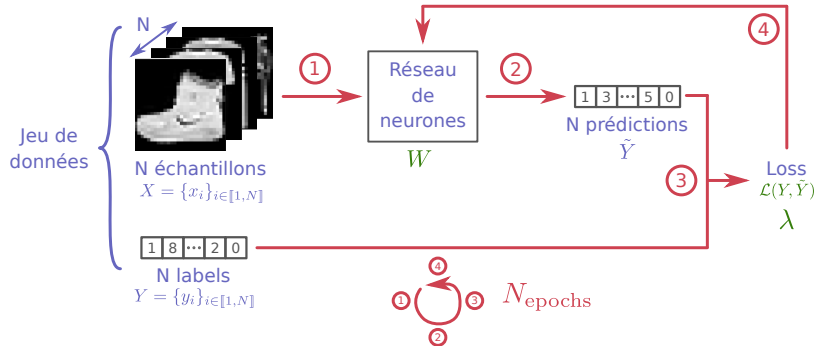 N
Jeu de
données
N échantillons
X = {x_i}_{i∈⟦1,N⟧}
1 8 ··· 2 0
N labels
Y = {y_i}_{i∈⟦1,N⟧}
1
Réseau
de
neurones
W
2
1 3 ··· 5 0
N prédictions
Ỹ
3
4
Loss
ℒ(Y, Ỹ)
λ
4
1
3
2
N_epochs